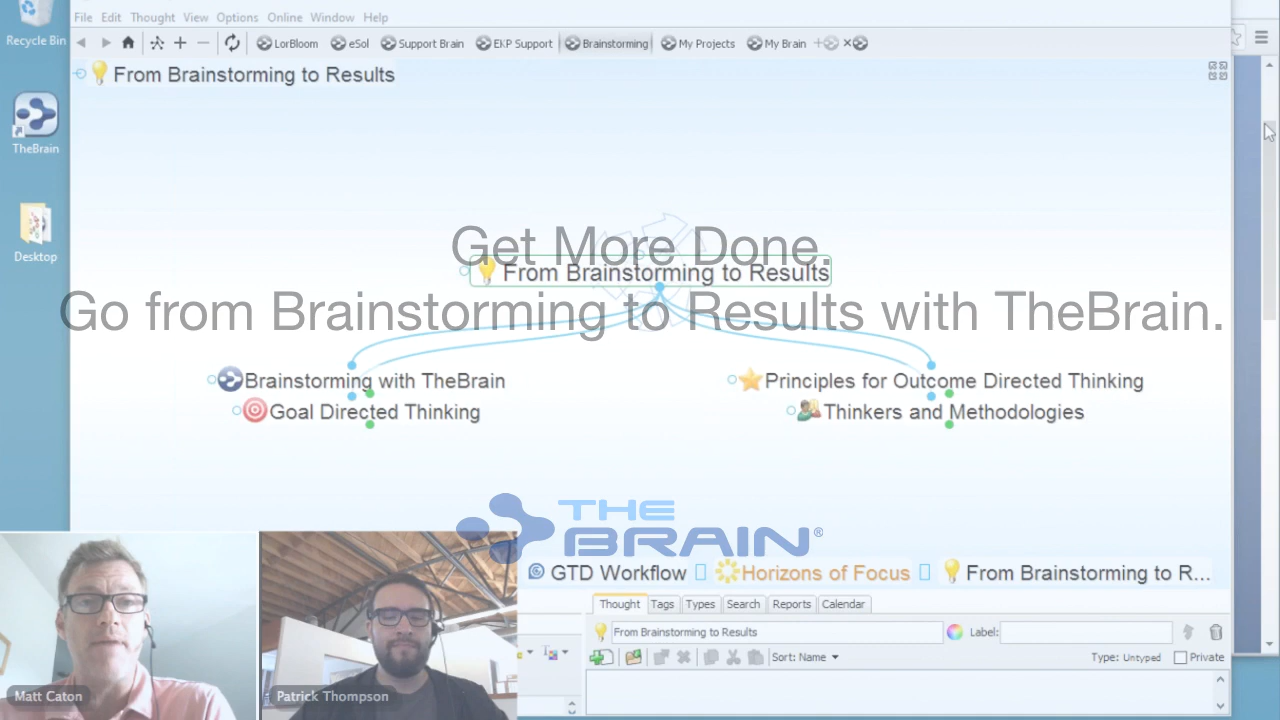 File Edit Thought View Options Online Window Help
LorBloom eSol Support Brain EKP Support Brainstorming My Projects My Brain
Recycle Bin
From Brainstorming to Results
TheBrain
Desktop
Get More Done.
From Brainstorming to Results
Go from Brainstorming to Results with TheBrain.
Brainstorming with TheBrain
Principles for Outcome Directed Thinking
Goal Directed Thinking
Thinkers and Methodologies
THE
BRAIN®
GTD Workflow Horizons of Focus From Brainstorming to R...
Thought Tags Types Search Reports Calendar
From Brainstorming to Results Label:
Sort: Name Type: Untyped Private
Matt Caton
Patrick Thompson